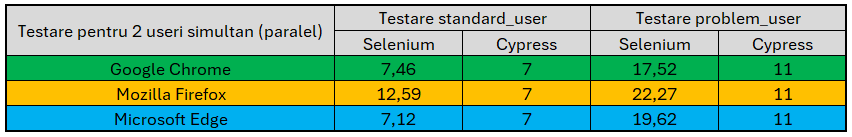 Testare pentru 2 useri simultan (paralel) Testare standard_user Testare problem_user
Selenium Cypress Selenium Cypress
Google Chrome 7,46 7 17,52 11
Mozilla Firefox 12,59 7 22,27 11
Microsoft Edge 7,12 7 19,62 11